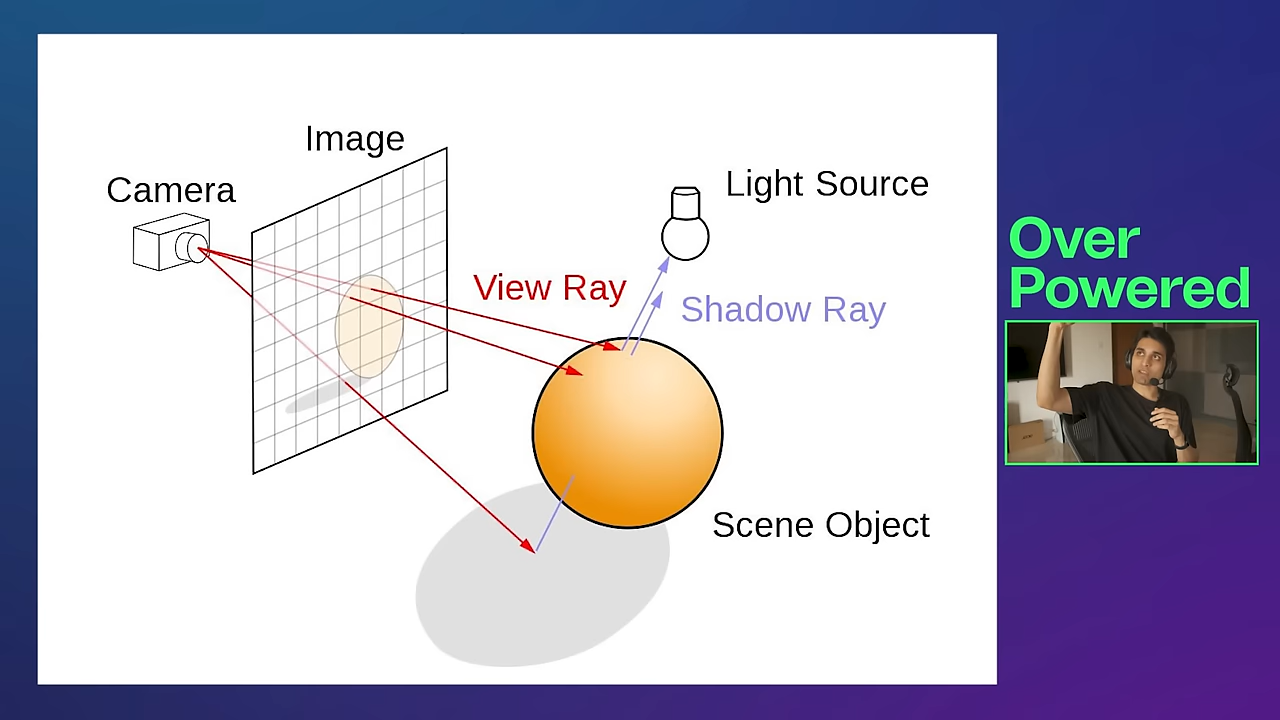 Image
Camera
Light Source
View Ray
Shadow Ray
Scene Object
Over
Powered